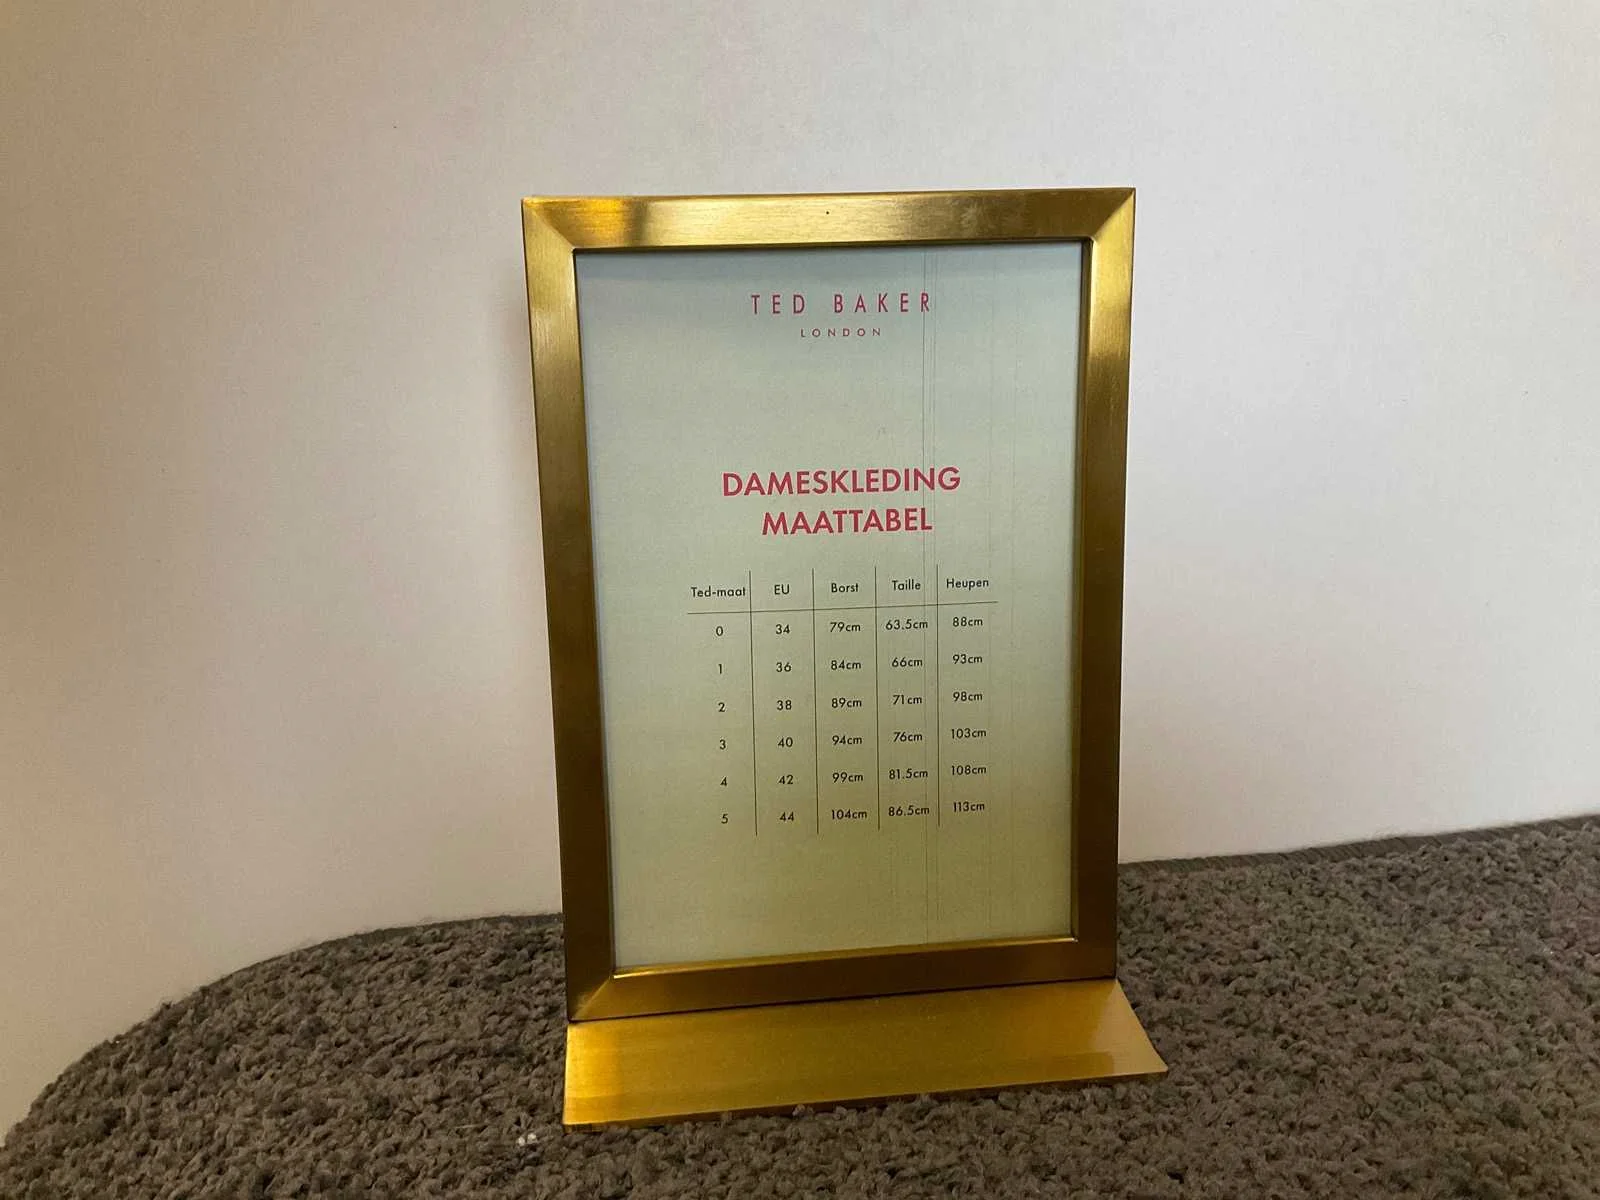 TED BAKER
LONDON
DAMESKLEDING
MAATTABEL
Ted-maat EU Borst Taille Heupen
0 34 79cm 63.5cm 88cm
1 36 84cm 66cm 93cm
2 38 89cm 71cm 98cm
3 40 94cm 76cm 103cm
4 42 99cm 81.5cm 108cm
5 44 104cm 86.5cm 113cm